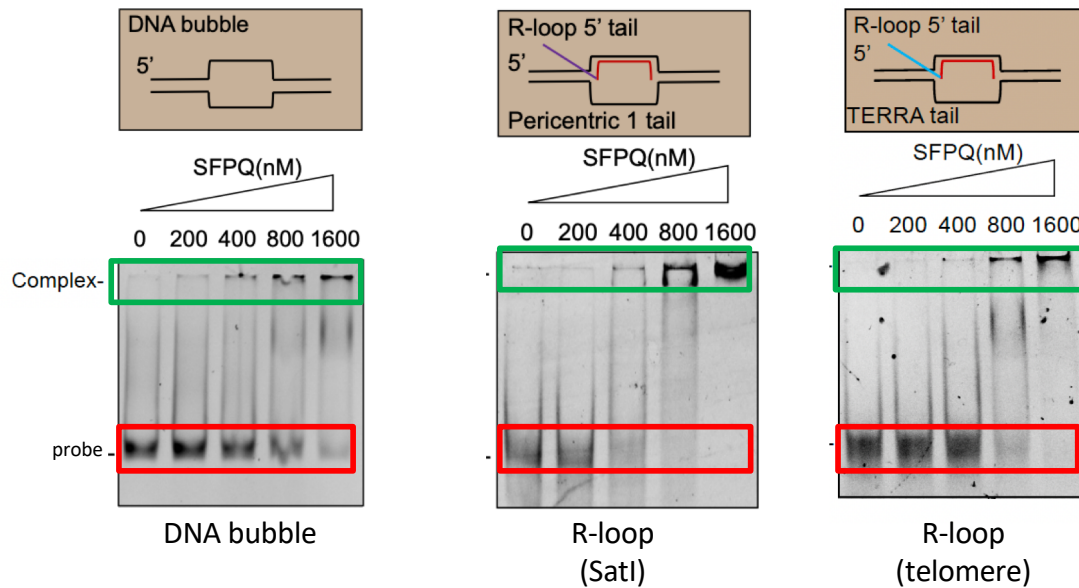 DNA bubble
5’
SFPQ(nM)
0 200 400 800 1600
Complex-
probe -
DNA bubble
R-loop 5’ tail
5’
Pericentric 1 tail
SFPQ(nM)
0 200 400 800 1600
-
-
R-loop
(SatI)
R-loop 5’ tail
5’
TERRA tail
SFPQ(nM)
0 200 400 800 1600
-
-
R-loop
(telomere)